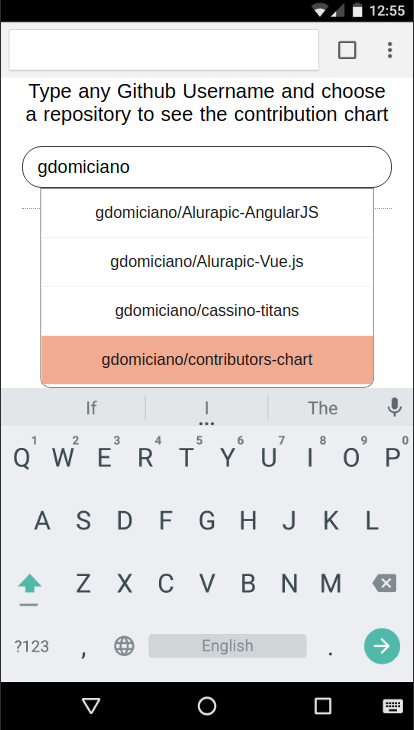 12:55
Type any Github Username and choose
a repository to see the contribution chart
gdomiciano
gdomiciano/Alurapic-AngularJS
gdomiciano/Alurapic-Vue.js
gdomiciano/cassino-titans
gdomiciano/contributors-chart
If I The
1 2 3 4 5 6 7 8 9 0
Q W E R T Y U I O P
A S D F G H J K L
Z X C V B N M
?123 , English .